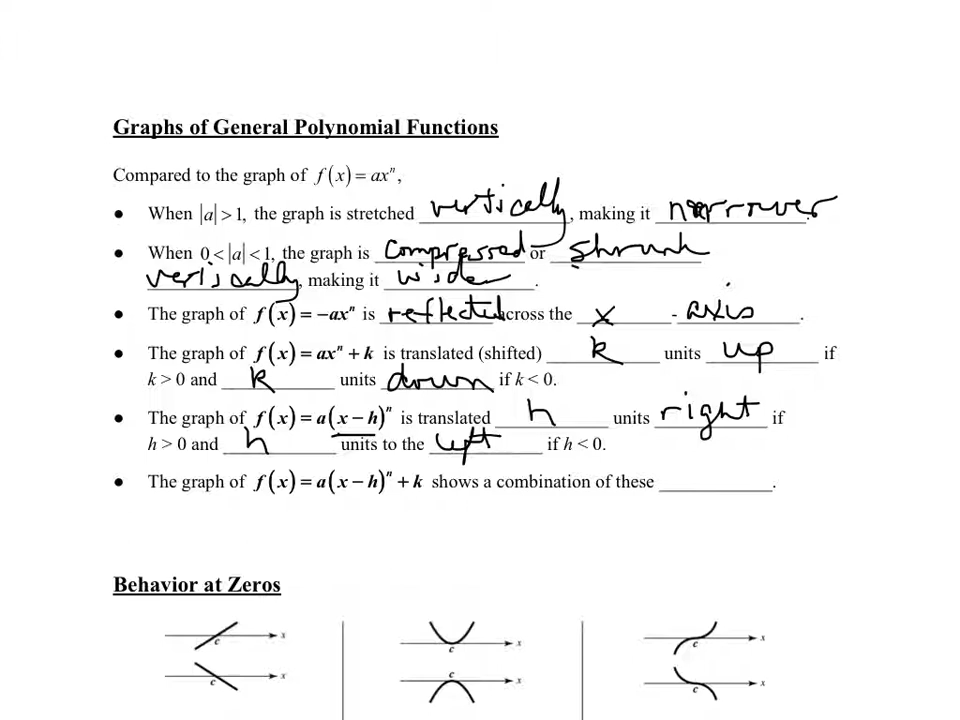 Graphs of General Polynomial Functions
Compared to the graph of f(x) = axⁿ,
• When |a| > 1, the graph is stretched vertically, making it narrower.
• When 0 < |a| < 1, the graph is compressed or shrunk
vertically, making it wider.
• The graph of f(x) = −axⁿ is reflected across the x - axis.
• The graph of f(x) = axⁿ + k is translated (shifted) k units up if
k > 0 and k units down if k < 0.
• The graph of f(x) = a(x − h)ⁿ is translated h units right if
h > 0 and h units to the left if h < 0.
• The graph of f(x) = a(x − h)ⁿ + k shows a combination of these ____________.
Behavior at Zeros
c x c x c x
c x c x c x